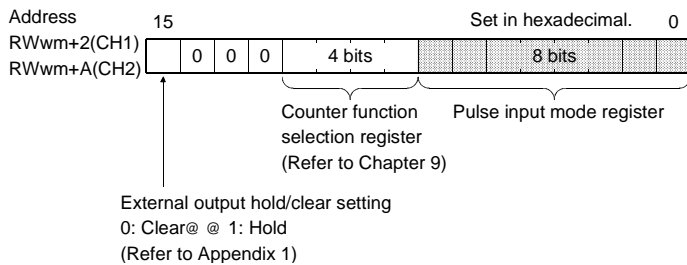 Address
15 Set in hexadecimal. 0
RWwm+2(CH1)
RWwm+A(CH2)
0 0 0 4 bits 8 bits
Counter function
selection register
(Refer to Chapter 9)
Pulse input mode register
External output hold/clear setting
0: Clear@ @ 1: Hold
(Refer to Appendix 1)